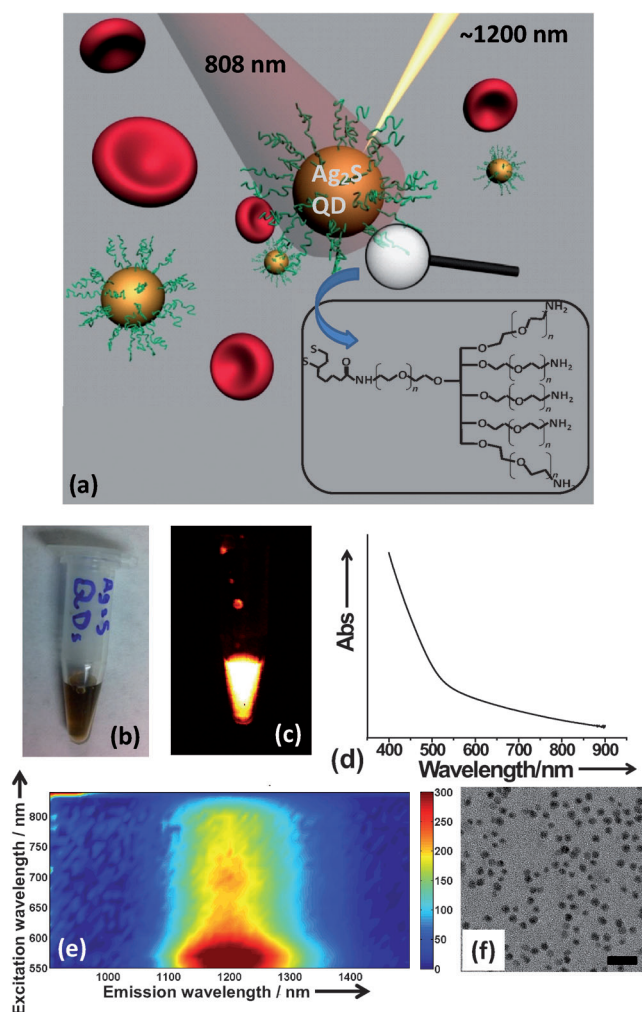 808 nm
~1200 nm
Ag₂S
QD
NH₂
O
n
S
S
O
NH
O
n
O
O
O
n
NH₂
O
O
n
NH₂
O
O
n
NH₂
O
O
n
NH₂
(a)
Ag₂S
QDs
(b)
(c)
Abs
400 500 600 700 800 900
Wavelength/nm
(d)
Excitation wavelength / nm
800
750
700
650
600
550
1000 1100 1200 1300 1400
Emission wavelength / nm
(e)
300
250
200
150
100
50
0
(f)